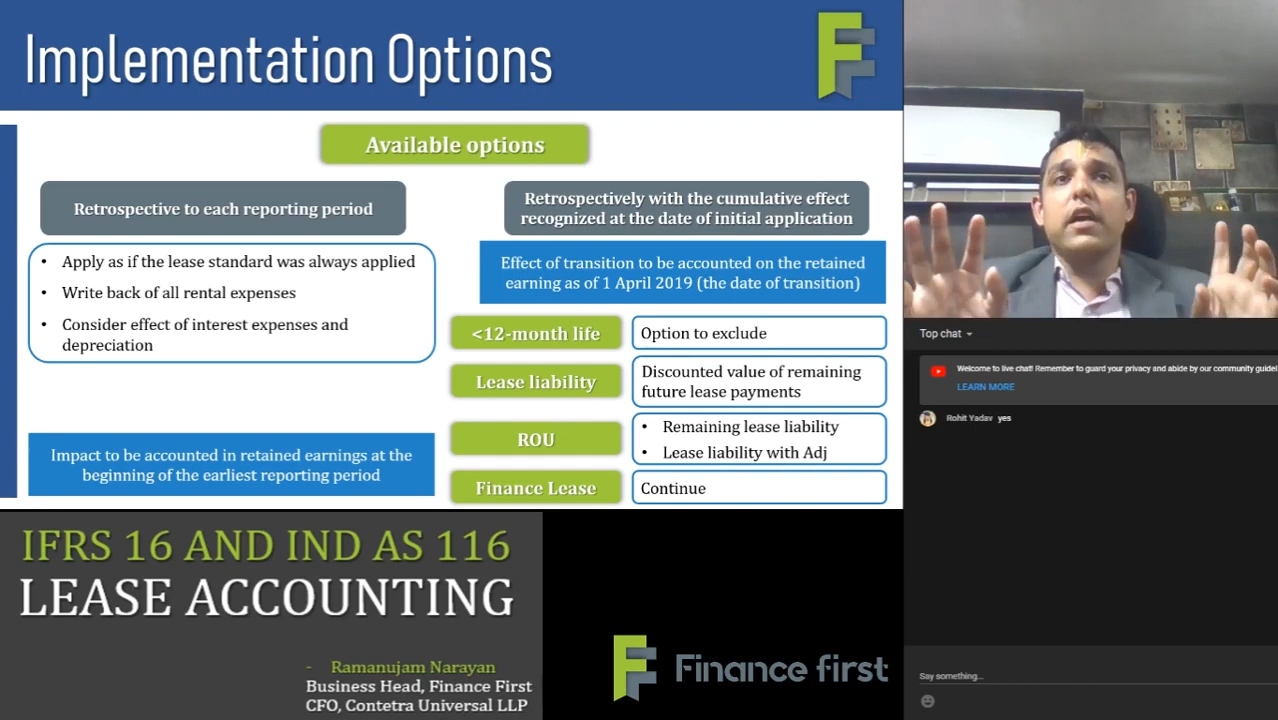 Implementation Options
Available options
Retrospective to each reporting period
• Apply as if the lease standard was always applied
• Write back of all rental expenses
• Consider effect of interest expenses and
depreciation
Impact to be accounted in retained earnings at the
beginning of the earliest reporting period
Retrospectively with the cumulative effect
recognized at the date of initial application
Effect of transition to be accounted on the retained
earning as of 1 April 2019 (the date of transition)
<12-month life
Option to exclude
Lease liability
Discounted value of remaining
future lease payments
ROU
• Remaining lease liability
• Lease liability with Adj
Finance Lease
Continue
IFRS 16 AND IND AS 116
LEASE ACCOUNTING
- Ramanujam Narayan
Business Head, Finance First
CFO, Contetra Universal LLP
Finance first
Top chat
Welcome to live chat! Remember to guard your privacy and abide by our community guidel
LEARN MORE
Rohit Yadav yes
Say something...